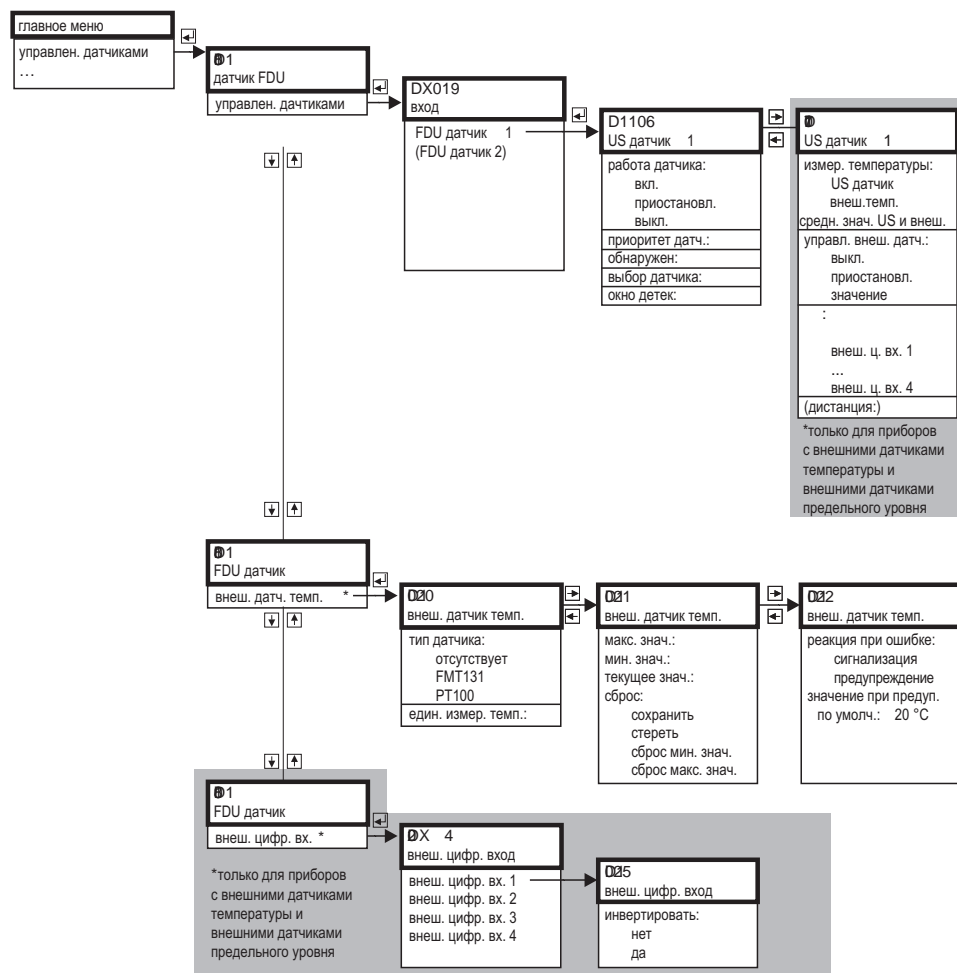 главное меню
управлен. датчиками
...
датчик FDU
управлен. дачтиками
DX019
вход
FDU датчик 1
(FDU датчик 2)
D1106
US датчик 1
работа датчика:
вкл.
приостановл.
выкл.
приоритет датч.:
обнаружен:
выбор датчика:
окно детек:
US датчик 1
измер. температуры:
US датчик
внеш.темп.
средн. знач. US и внеш.
управл. внеш. датч.:
выкл.
приостановл.
значение
:
внеш. ц. вх. 1
...
внеш. ц. вх. 4
(дистанция:)
*только для приборов
с внешними датчиками
температуры и
внешними датчиками
предельного уровня
FDU датчик
внеш. датч. темп. *
внеш. датчик темп.
тип датчика:
отсутствует
FMT131
PT100
един. измер. темп.:
внеш. датчик темп.
макс. знач.:
мин. знач.:
текущее знач.:
сброс:
сохранить
стереть
сброс мин. знач.
сброс макс. знач.
внеш. датчик темп.
реакция при ошибке:
сигнализация
предупреждение
значение при предуп.
по умолч.: 20 °C
FDU датчик
внеш. цифр. вх. *
*только для приборов
с внешними датчиками
температуры и
внешними датчиками
предельного уровня
внеш. цифр. вход
внеш. цифр. вх. 1
внеш. цифр. вх. 2
внеш. цифр. вх. 3
внеш. цифр. вх. 4
внеш. цифр. вход
инвертировать:
нет
да